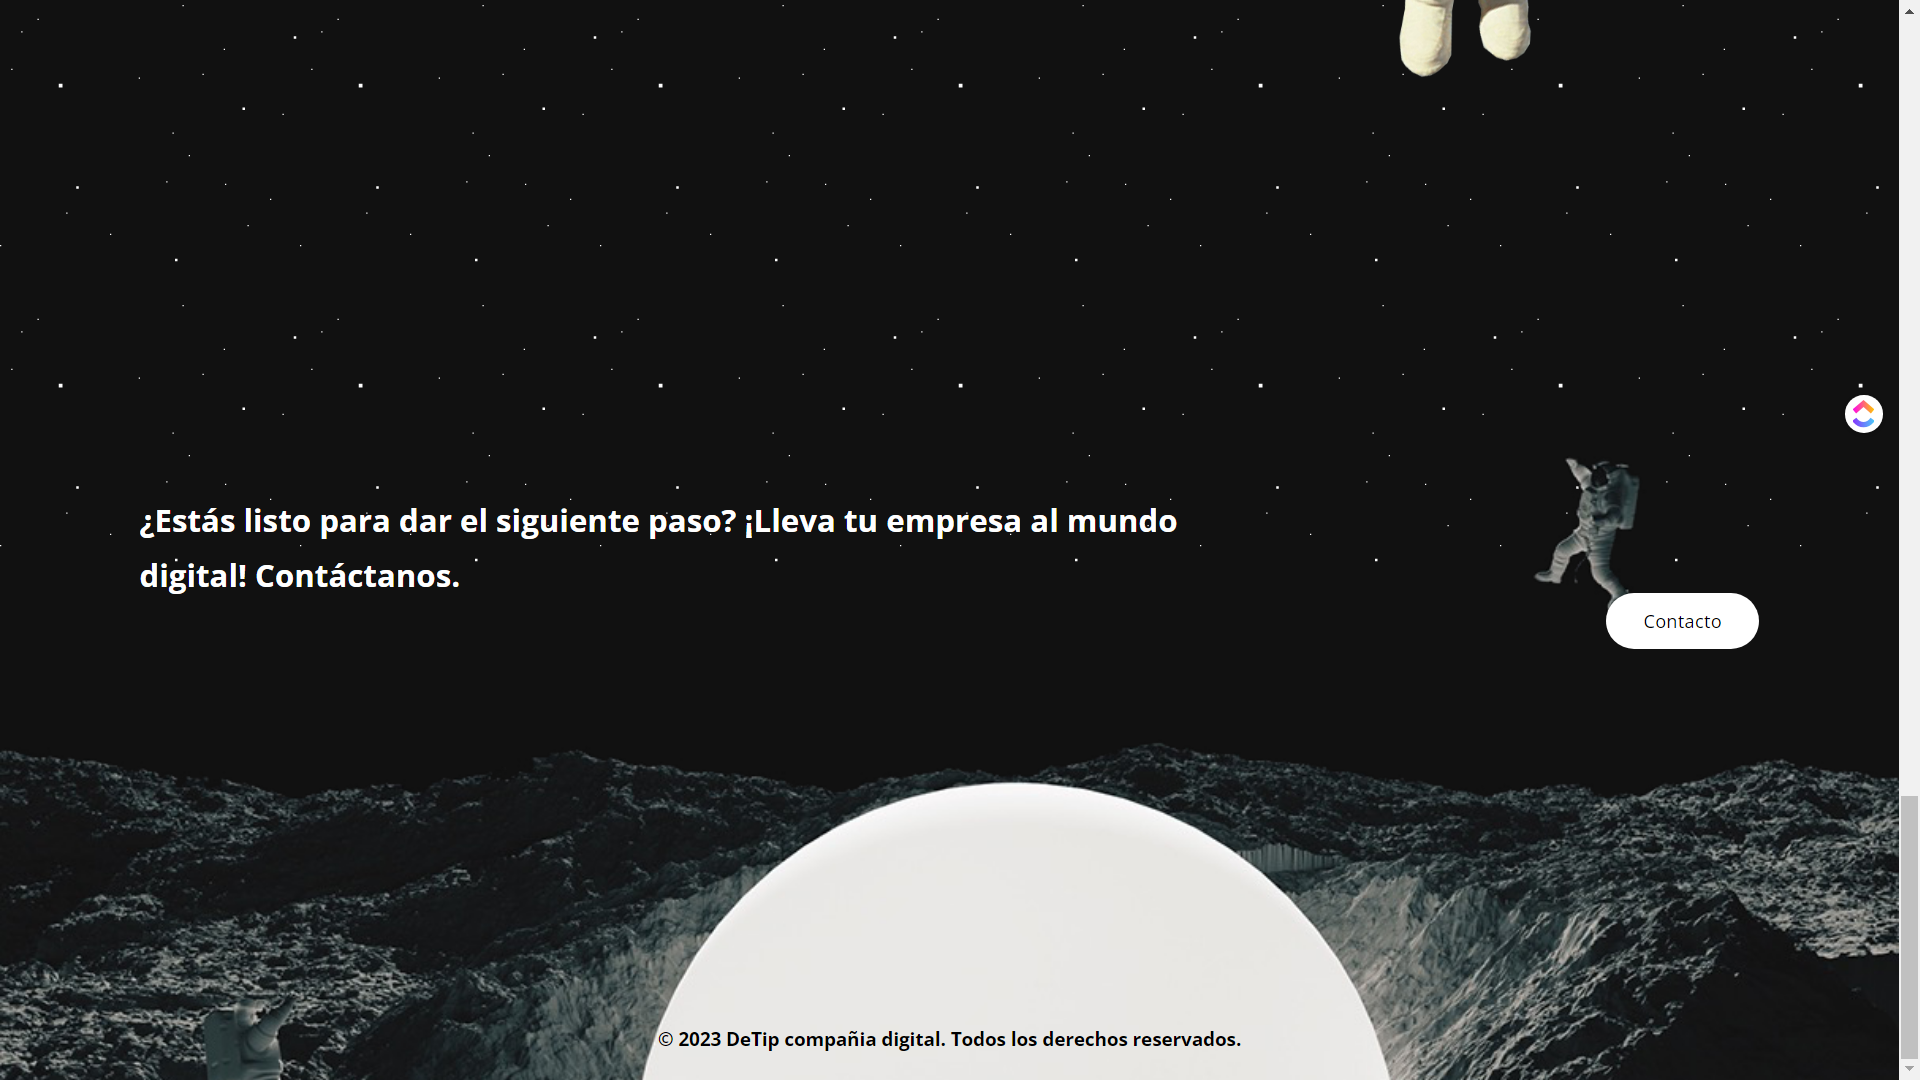 ¿Estás listo para dar el siguiente paso? ¡Lleva tu empresa al mundo
digital! Contáctanos.
Contacto
© 2023 DeTip compañia digital. Todos los derechos reservados.